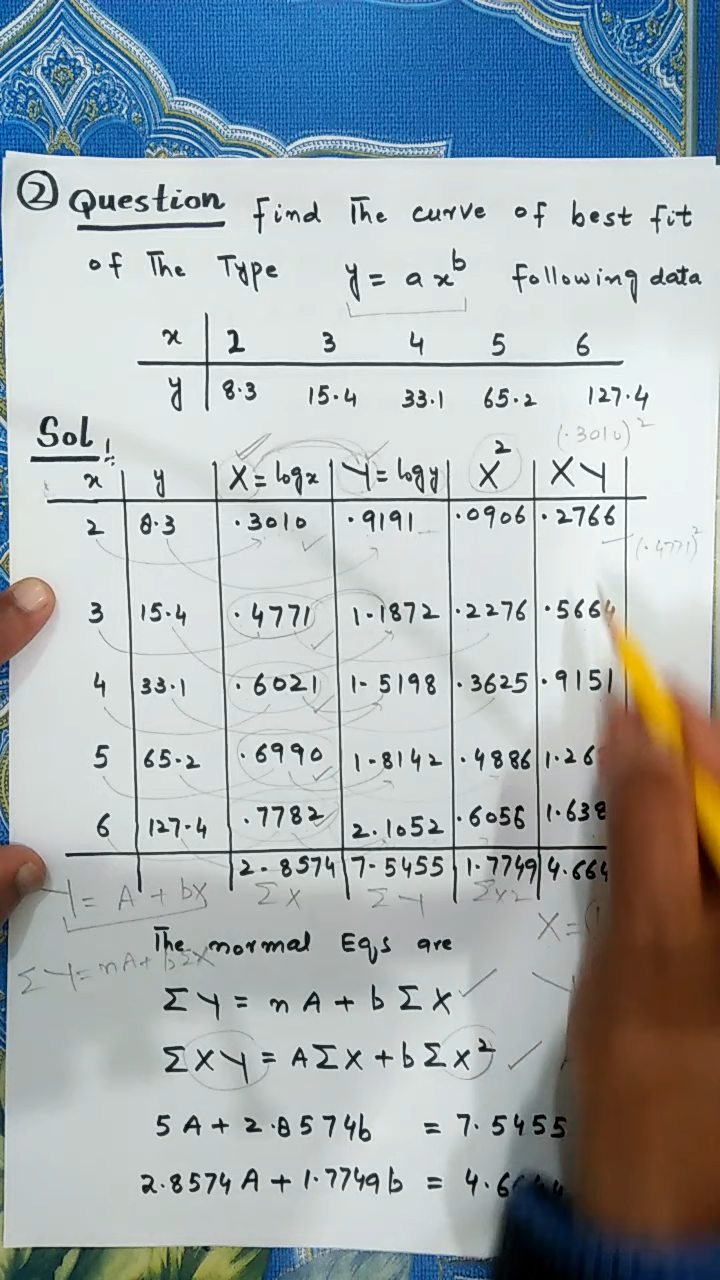 ② Question Find The curve of best fit
of The Type y = a x^b following data
x | 2 3 4 5 6
y | 8.3 15.4 33.1 65.2 127.4
(.3010)²
Sol:
x | y | X = log x | Y = log y | X² | XY
2 | 8.3 | .3010 | .9191 | .0906 | .2766
(.4771)²
3 | 15.4 | .4771 | 1.1872 | .2276 | .5664
4 | 33.1 | .6021 | 1.5198 | .3625 | .9151
5 | 65.2 | .6990 | 1.8142 | .4886 | 1.26
6 | 127.4 | .7782 | 2.1052 | .6056 | 1.638
2.8574 | 7.5455 | 1.7749 | 4.664
Y = A + bX ΣX ΣY ΣX2
The normal Eqs are X =
ΣY = nA + bΣX
ΣY = nA + bΣX
ΣXY = AΣX + bΣX²
5A + 2.8574b = 7.5455
2.8574A + 1.7749b = 4.6